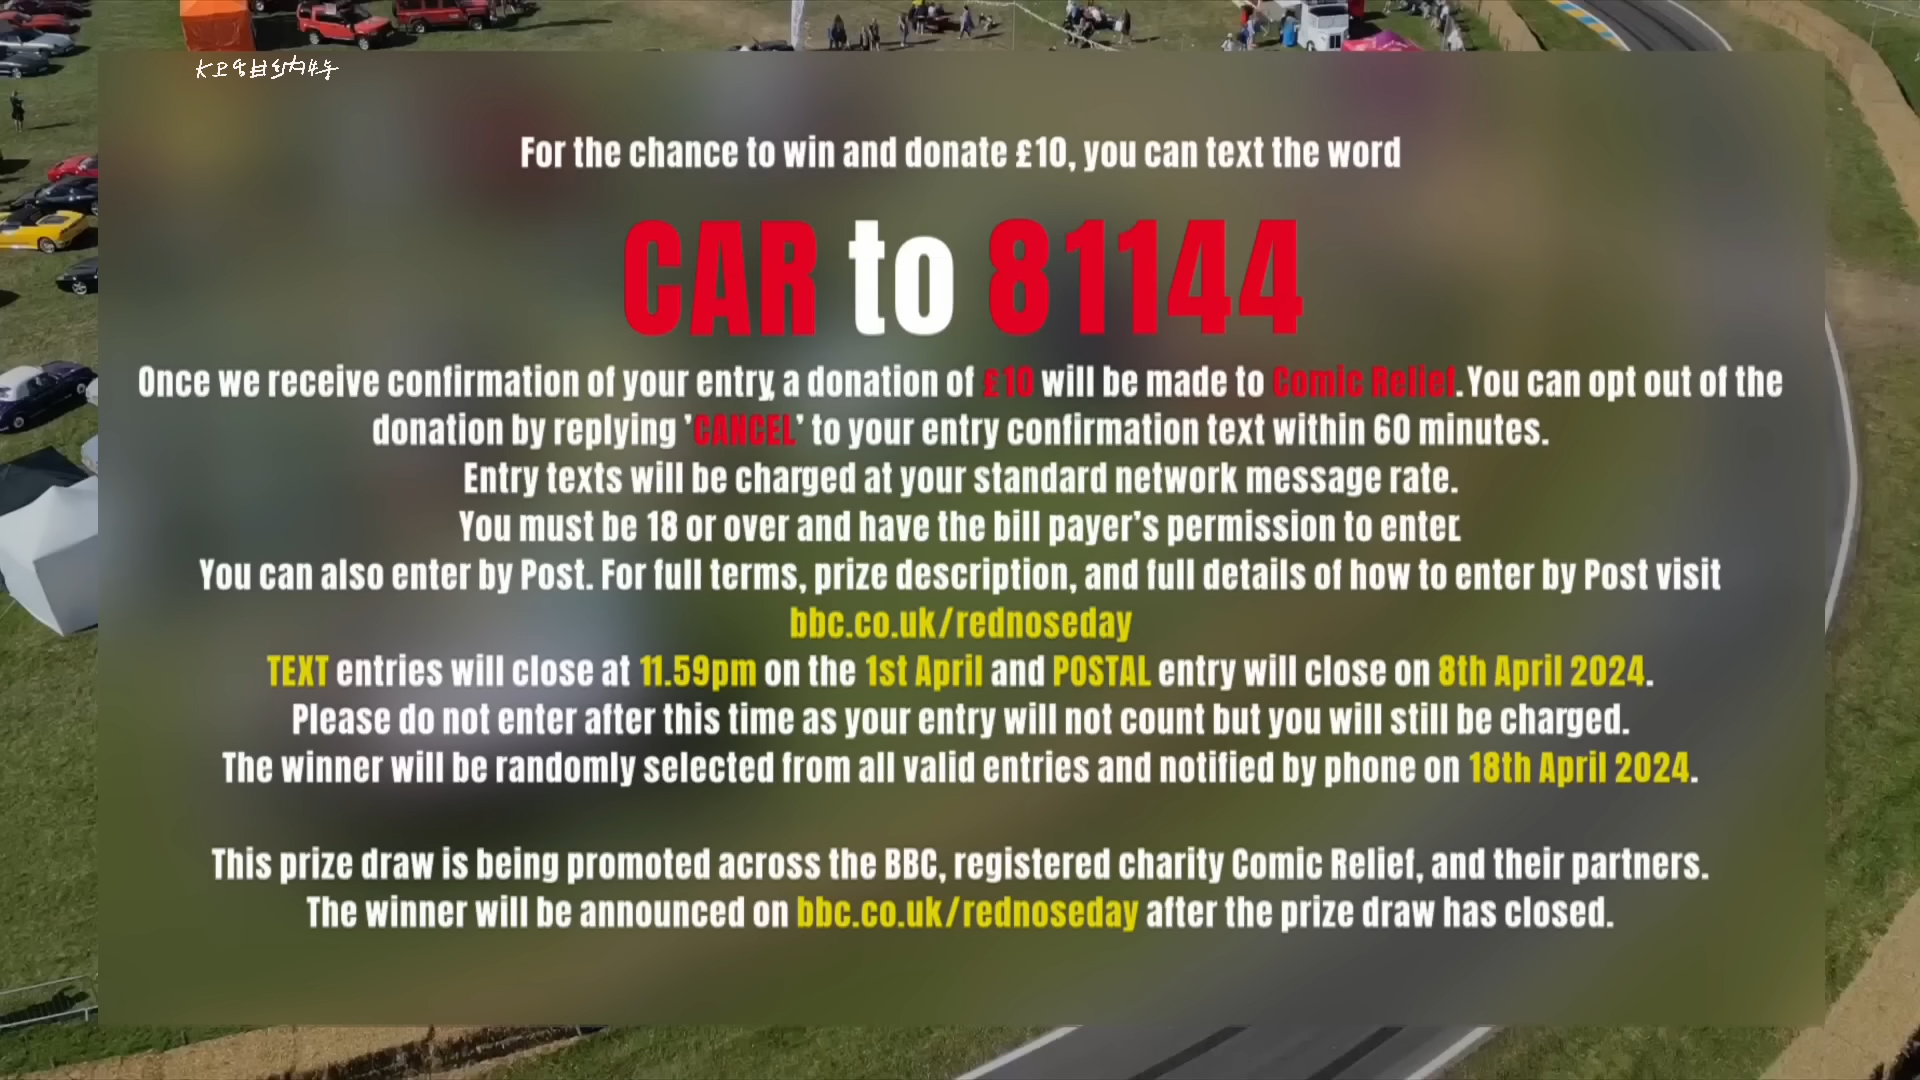 For the chance to win and donate £10, you can text the word
CAR to 81144
Once we receive confirmation of your entry, a donation of £10 will be made to Comic Relief. You can opt out of the
donation by replying 'CANCEL' to your entry confirmation text within 60 minutes.
Entry texts will be charged at your standard network message rate.
You must be 18 or over and have the bill payer's permission to enter.
You can also enter by Post. For full terms, prize description, and full details of how to enter by Post visit
bbc.co.uk/rednoseday
TEXT entries will close at 11.59pm on the 1st April and POSTAL entry will close on 8th April 2024.
Please do not enter after this time as your entry will not count but you will still be charged.
The winner will be randomly selected from all valid entries and notified by phone on 18th April 2024.
This prize draw is being promoted across the BBC, registered charity Comic Relief, and their partners.
The winner will be announced on bbc.co.uk/rednoseday after the prize draw has closed.